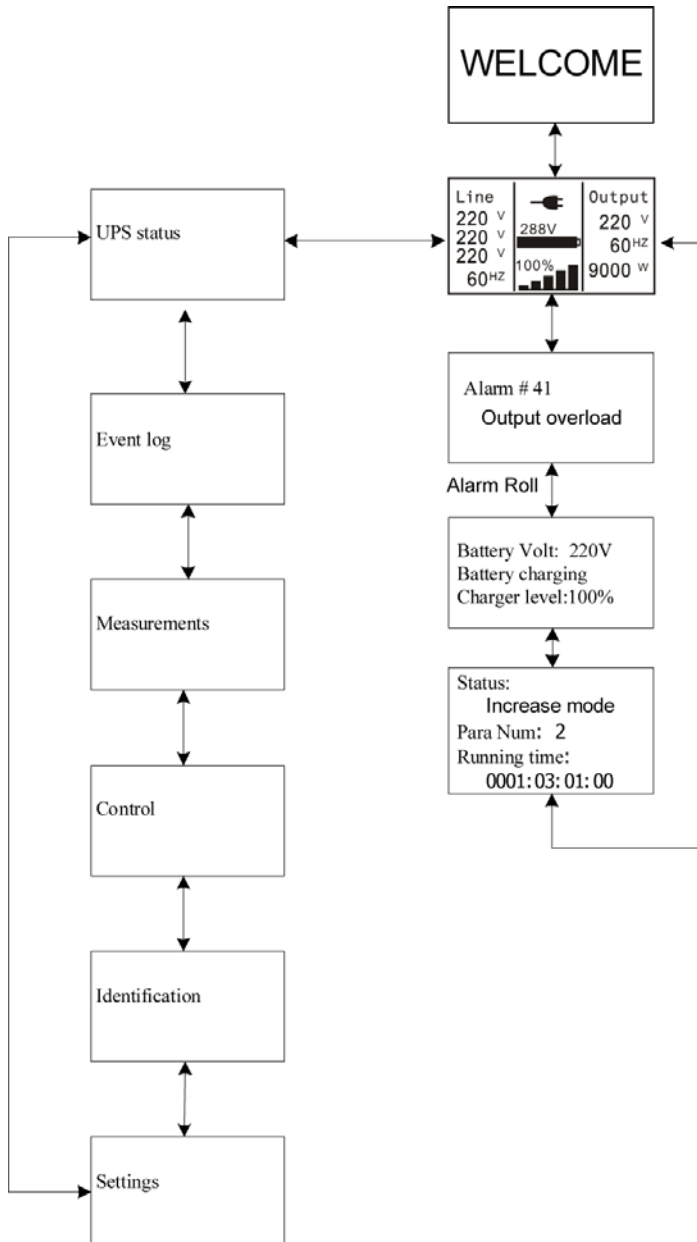 WELCOME
UPS status
Line
220 V
220 V
220 V
60HZ
288V
100%
Output
220 V
60HZ
9000 W
Alarm # 41
Output overload
Event log
Alarm Roll
Battery Volt: 220V
Battery charging
Charger level:100%
Measurements
Status:
Increase mode
Para Num: 2
Running time:
0001:03:01:00
Control
Identification
Settings